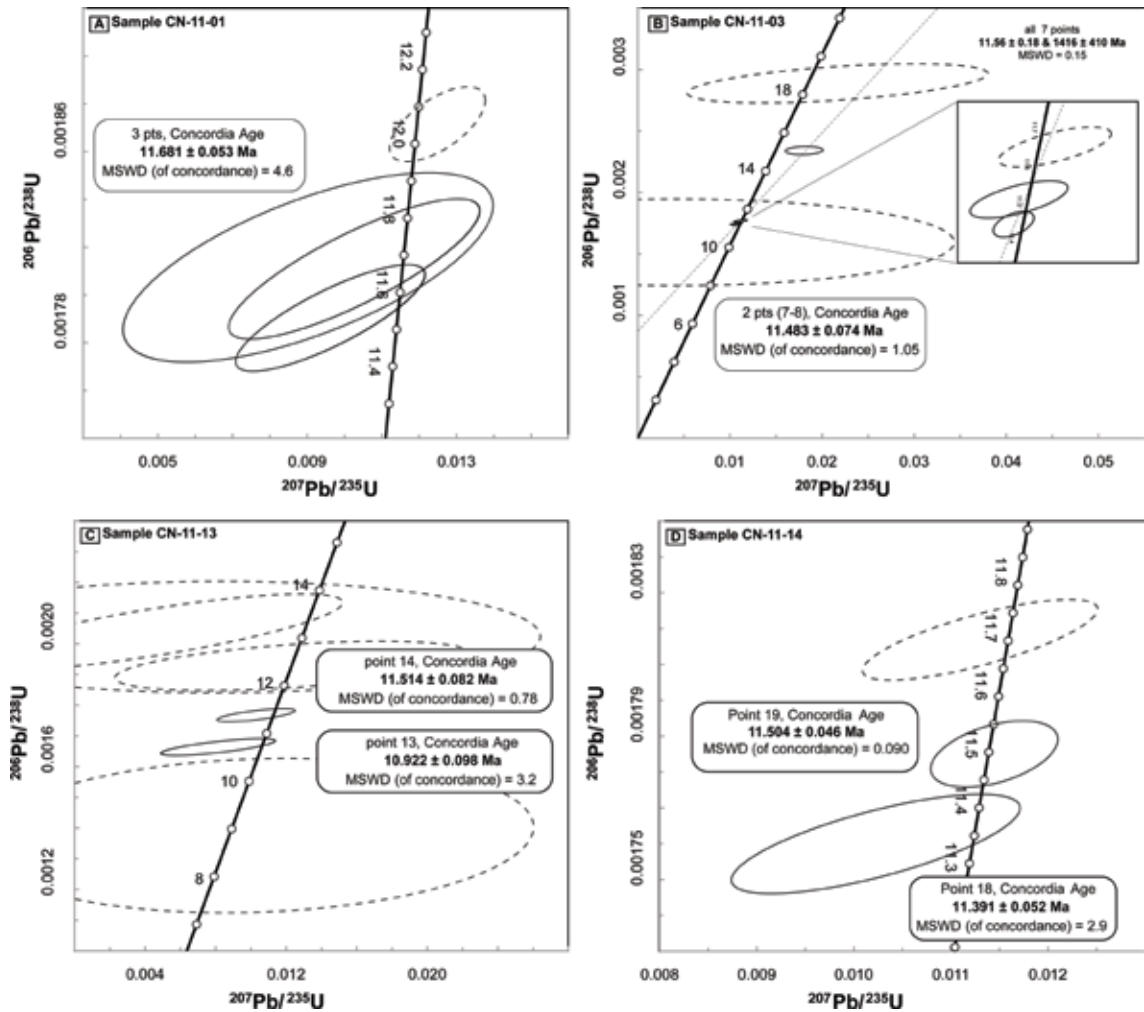 A Sample CN-11-01
3 pts, Concordia Age
11.681 ± 0.053 Ma
MSWD (of concordance) = 4.6
12.2
12.0
11.8
11.6
11.4
0.00186
0.00178
206Pb/238U
0.005 0.009 0.013
207Pb/235U
B Sample CN-11-03
all 7 points
11.56 ± 0.18 & 1416 ± 410 Ma
MSWD = 0.15
18
14
10
6
2 pts (7-8), Concordia Age
11.483 ± 0.074 Ma
MSWD (of concordance) = 1.05
0.003
0.002
0.001
206Pb/238U
0.01 0.02 0.03 0.04 0.05
207Pb/235U
C Sample CN-11-13
14
12
10
8
point 14, Concordia Age
11.514 ± 0.082 Ma
MSWD (of concordance) = 0.78
point 13, Concordia Age
10.922 ± 0.098 Ma
MSWD (of concordance) = 3.2
0.0020
0.0016
0.0012
206Pb/238U
0.004 0.012 0.020
207Pb/235U
D Sample CN-11-14
11.8
11.7
11.6
11.5
11.4
11.3
Point 19, Concordia Age
11.504 ± 0.046 Ma
MSWD (of concordance) = 0.090
Point 18, Concordia Age
11.391 ± 0.052 Ma
MSWD (of concordance) = 2.9
0.00183
0.00179
0.00175
206Pb/238U
0.008 0.009 0.010 0.011 0.012
207Pb/235U